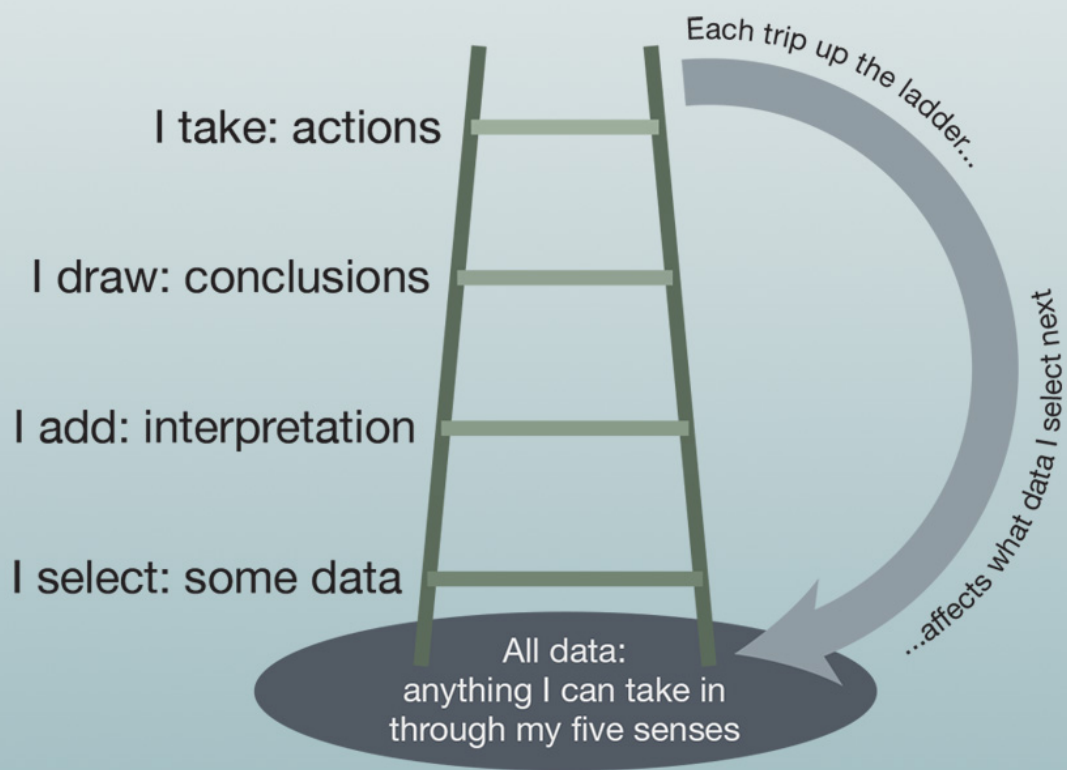 Each trip up the ladder...
I take: actions
I draw: conclusions
...affects what data I select next
I add: interpretation
I select: some data
All data:
anything I can take in
through my five senses